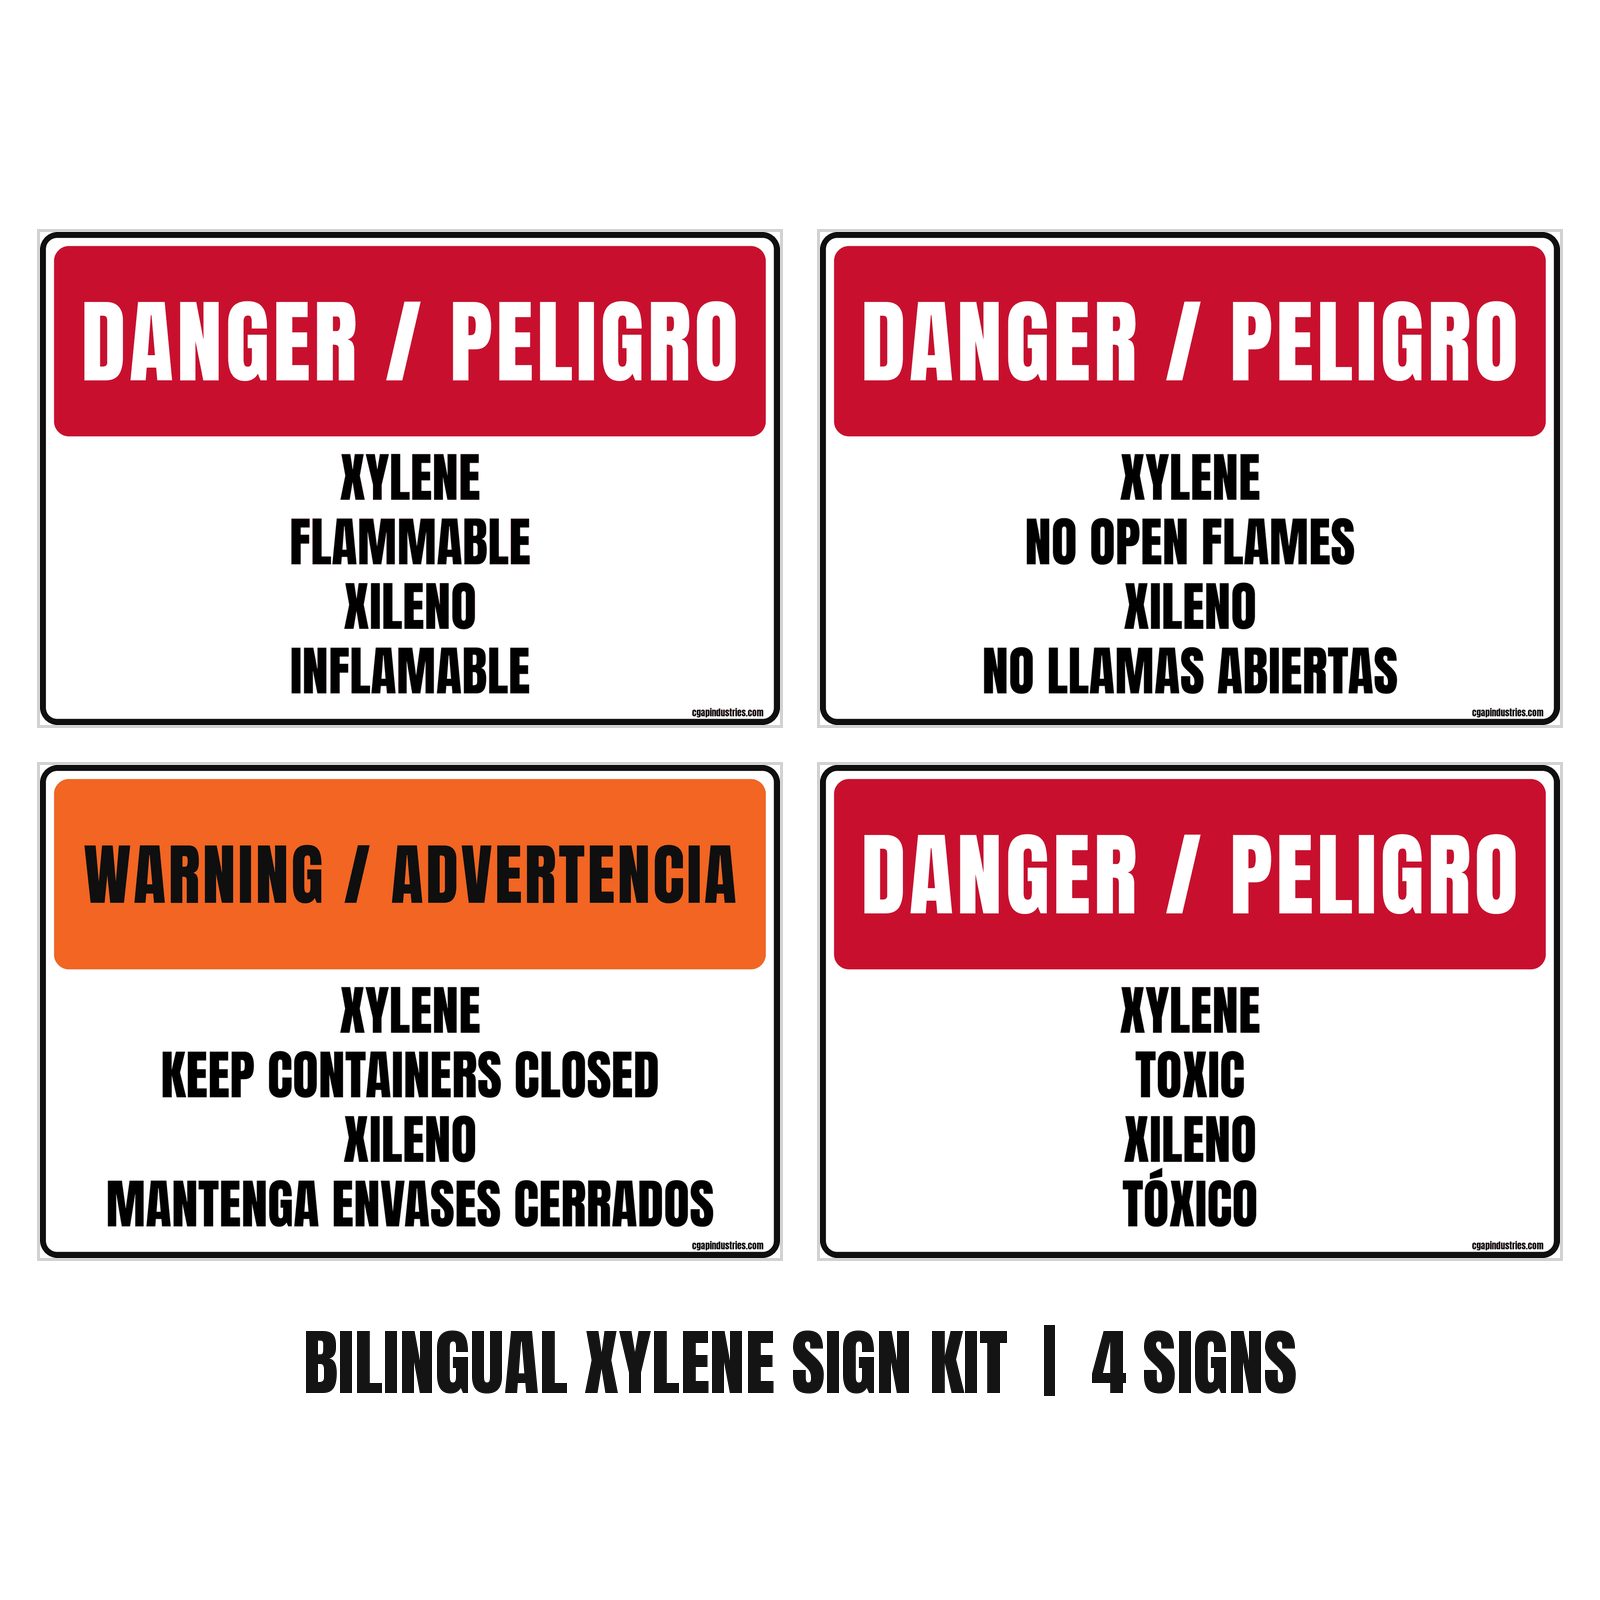 DANGER / PELIGRO
XYLENE
FLAMMABLE
XILENO
INFLAMABLE
cgapindustries.com
DANGER / PELIGRO
XYLENE
NO OPEN FLAMES
XILENO
NO LLAMAS ABIERTAS
cgapindustries.com
WARNING / ADVERTENCIA
XYLENE
KEEP CONTAINERS CLOSED
XILENO
MANTENGA ENVASES CERRADOS
cgapindustries.com
DANGER / PELIGRO
XYLENE
TOXIC
XILENO
TÓXICO
cgapindustries.com
BILINGUAL XYLENE SIGN KIT | 4 SIGNS